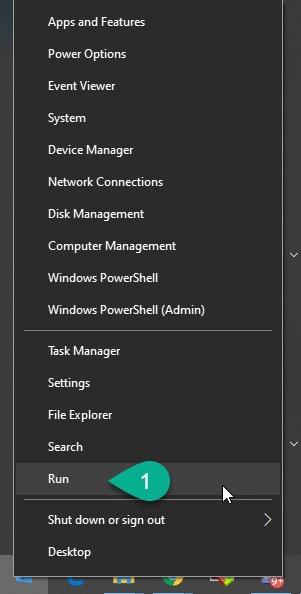 Apps and Features
Power Options
Event Viewer
System
Device Manager
Network Connections
Disk Management
Computer Management
Windows PowerShell
Windows PowerShell (Admin)
Task Manager
Settings
File Explorer
Search
Run 1
Shut down or sign out
Desktop
9+